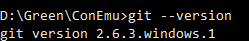 D:\Green\ConEmu>git --version
git version 2.6.3.windows.1